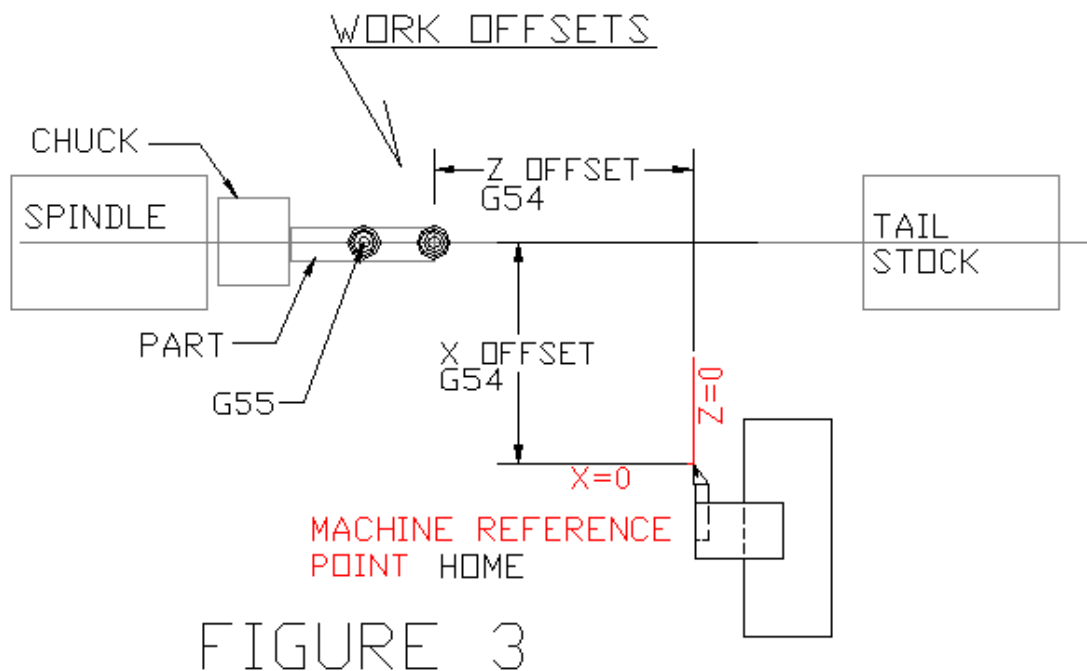 WORK OFFSETS
CHUCK
Z OFFSET
G54
SPINDLE
TAIL
STOCK
PART
X OFFSET
G54
G55
Z=0
X=0
MACHINE REFERENCE
POINT HOME
FIGURE 3